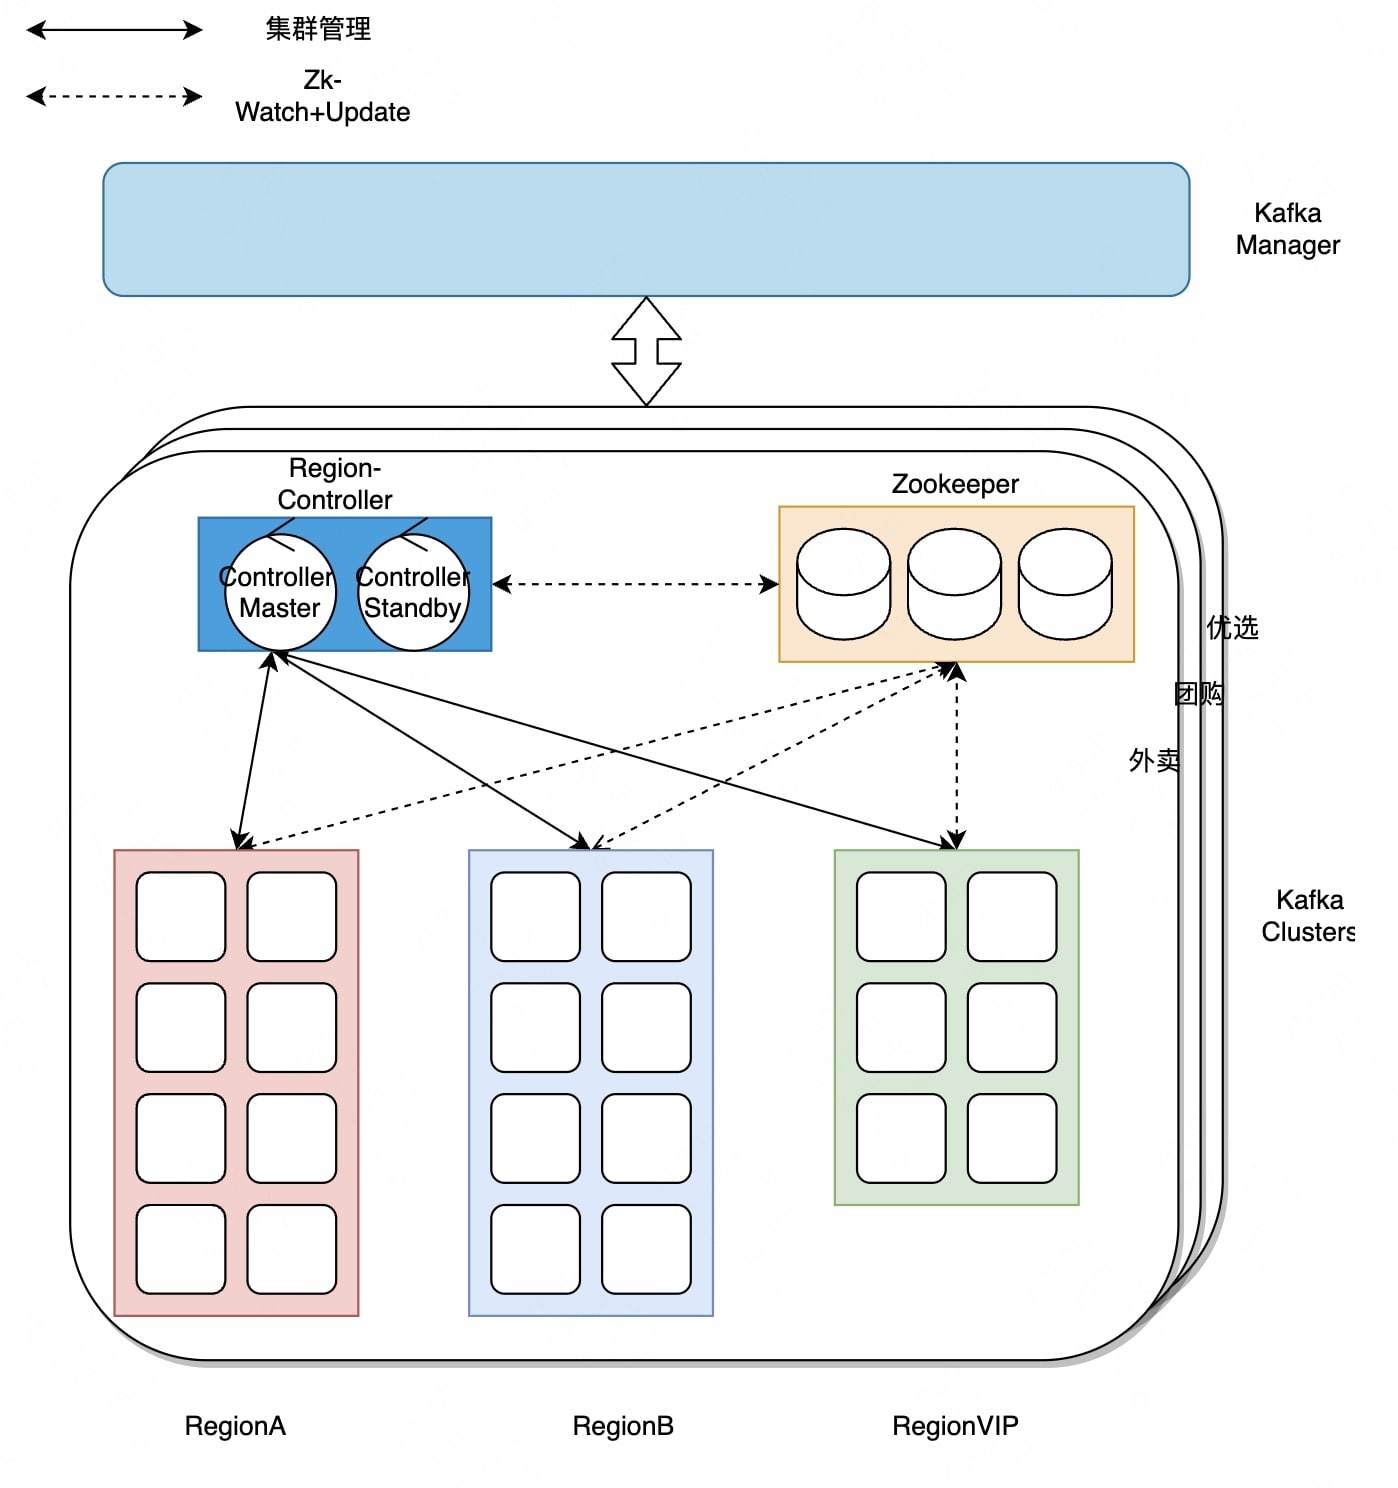 集群管理
Zk-
Watch+Update
Kafka
Manager
Region-
Controller
Zookeeper
Controller
Master
Controller
Standby
优选
团购
外卖
Kafka
Clusters
RegionA
RegionB
RegionVIP